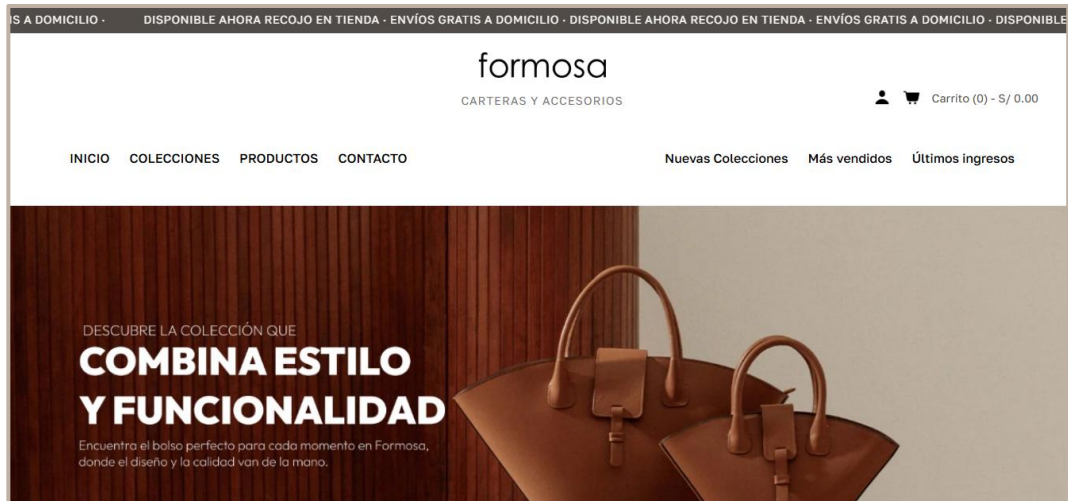 IS A DOMICILIO · DISPONIBLE AHORA RECOJO EN TIENDA · ENVÍOS GRATIS A DOMICILIO · DISPONIBLE AHORA RECOJO EN TIENDA · ENVÍOS GRATIS A DOMICILIO · DISPONIBLE
formosa
CARTERAS Y ACCESORIOS
Carrito (0) - S/ 0.00
INICIO COLECCIONES PRODUCTOS CONTACTO Nuevas Colecciones Más vendidos Últimos ingresos
DESCUBRE LA COLECCIÓN QUE
COMBINA ESTILO
Y FUNCIONALIDAD
Encuentra el bolso perfecto para cada momento en Formosa,
donde el diseño y la calidad van de la mano.